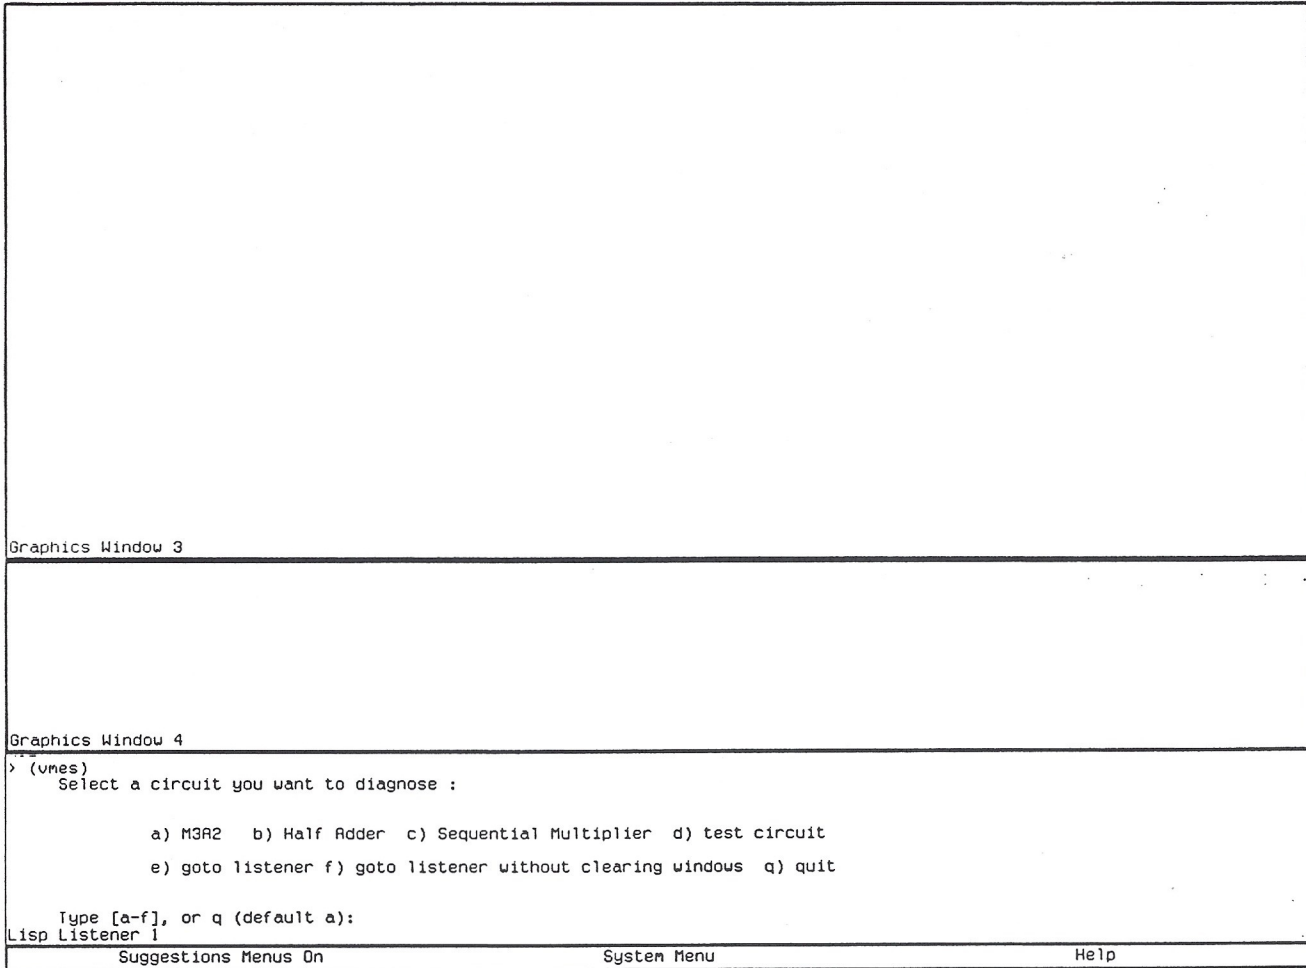 Graphics Window 3
Graphics Window 4
> (vmes)
Select a circuit you want to diagnose :
a) M3A2 b) Half Adder c) Sequential Multiplier d) test circuit
e) goto listener f) goto listener without clearing windows q) quit
Type [a-f], or q (default a):
Lisp Listener 1
Suggestions Menus On System Menu Help